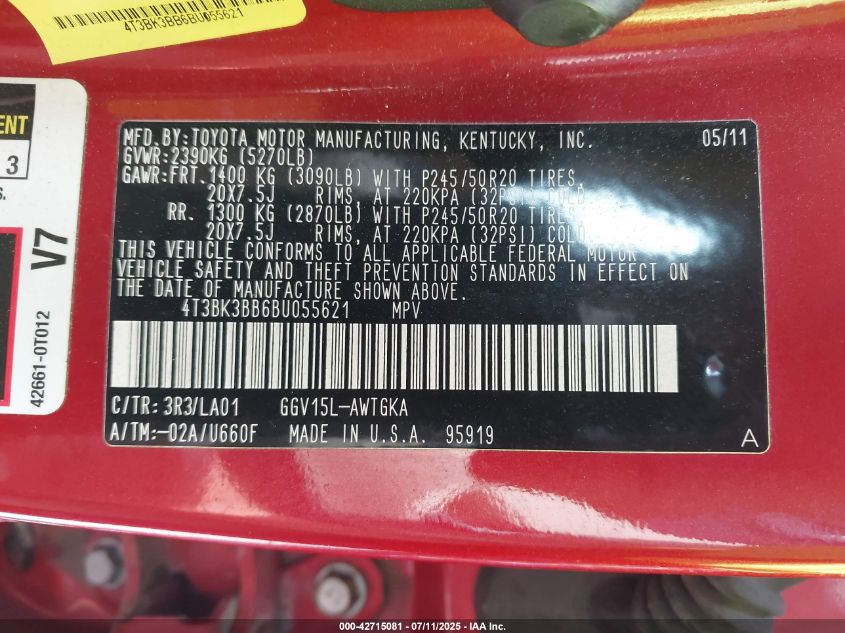 4T3BK3BB6BU055621
ENT
3
S.
V7
42661-0T012
MFD.BY:TOYOTA MOTOR MANUFACTURING, KENTUCKY, INC. 05/11
GVWR:2390KG (5270LB)
GAWR:FRT.1400 KG (3090LB) WITH P245/50R20 TIRES,
20X7.5J RIMS, AT 220KPA (32PSI) COLD
RR. 1300 KG (2870LB) WITH P245/50R20 TIRES,
20X7.5J RIMS, AT 220KPA (32PSI) COLD
THIS VEHICLE CONFORMS TO ALL APPLICABLE FEDERAL MOTOR
VEHICLE SAFETY AND THEFT PREVENTION STANDARDS IN EFFECT ON
THE DATE OF MANUFACTURE SHOWN ABOVE.
4T3BK3BB6BU055621 MPV
C/TR:3R3/LA01 GGV15L-AWTGKA
A/TM:-02A/U660F MADE IN U.S.A. 95919
A
000-42715081 - 07/11/2025 - IAA Inc.